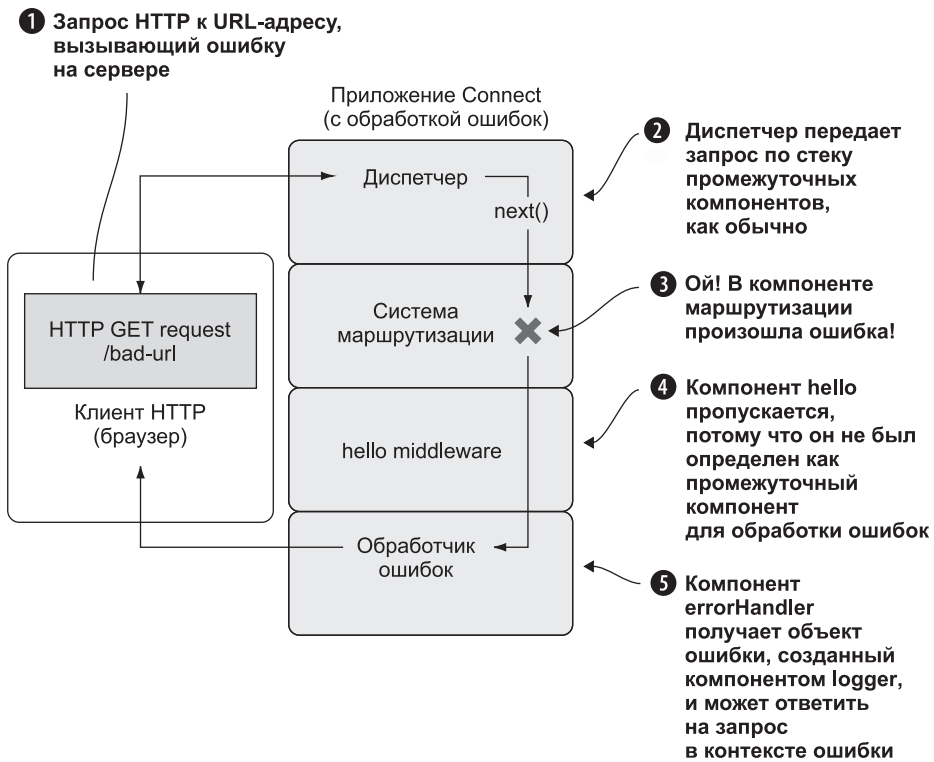 1 Запрос HTTP к URL-адресу,
вызывающий ошибку
на сервере
Приложение Connect
(с обработкой ошибок)
Диспетчер
next()
2 Диспетчер передает
запрос по стеку
промежуточных
компонентов,
как обычно
HTTP GET request
/bad-url
Клиент HTTP
(браузер)
Система
маршрутизации
3 Ой! В компоненте
маршрутизации
произошла ошибка!
hello middleware
4 Компонент hello
пропускается,
потому что он не был
определен как
промежуточный
компонент
для обработки ошибок
Обработчик
ошибок
5 Компонент
errorHandler
получает объект
ошибки, созданный
компонентом logger,
и может ответить
на запрос
в контексте ошибки